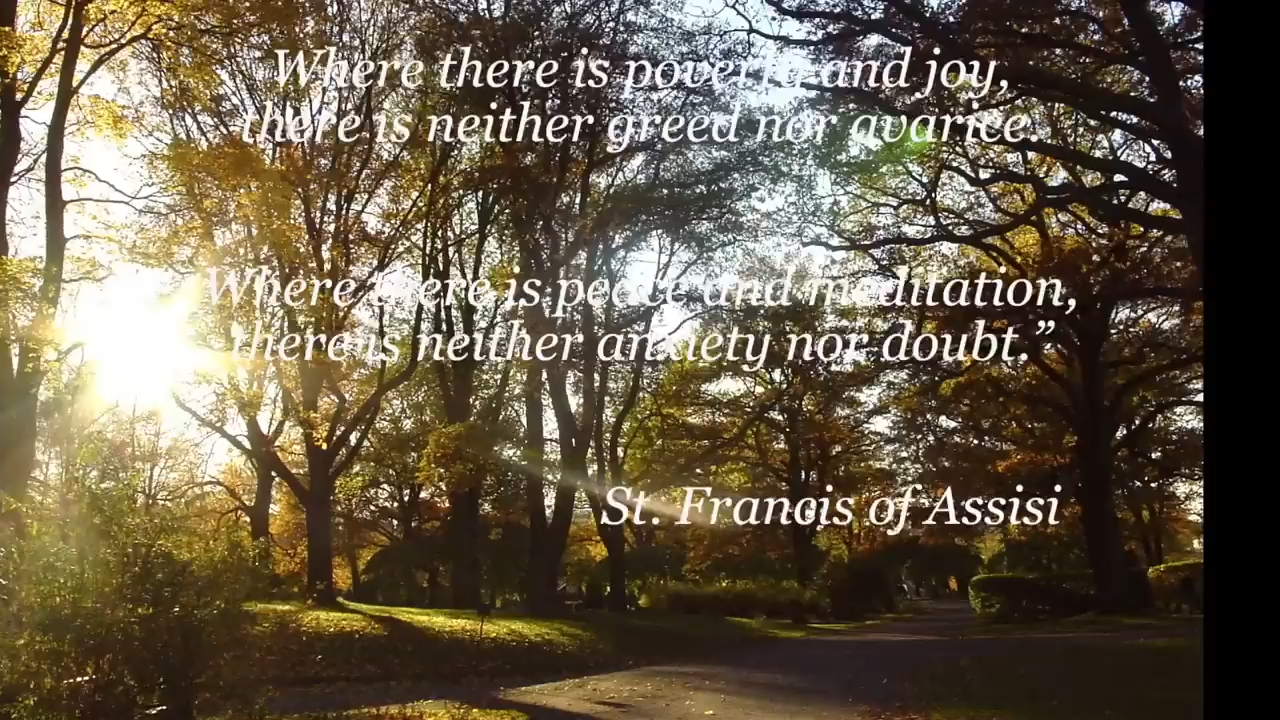 Where there is poverty and joy,
there is neither greed nor avarice.
Where there is peace and meditation,
there is neither anxiety nor doubt.”
St. Francis of Assisi